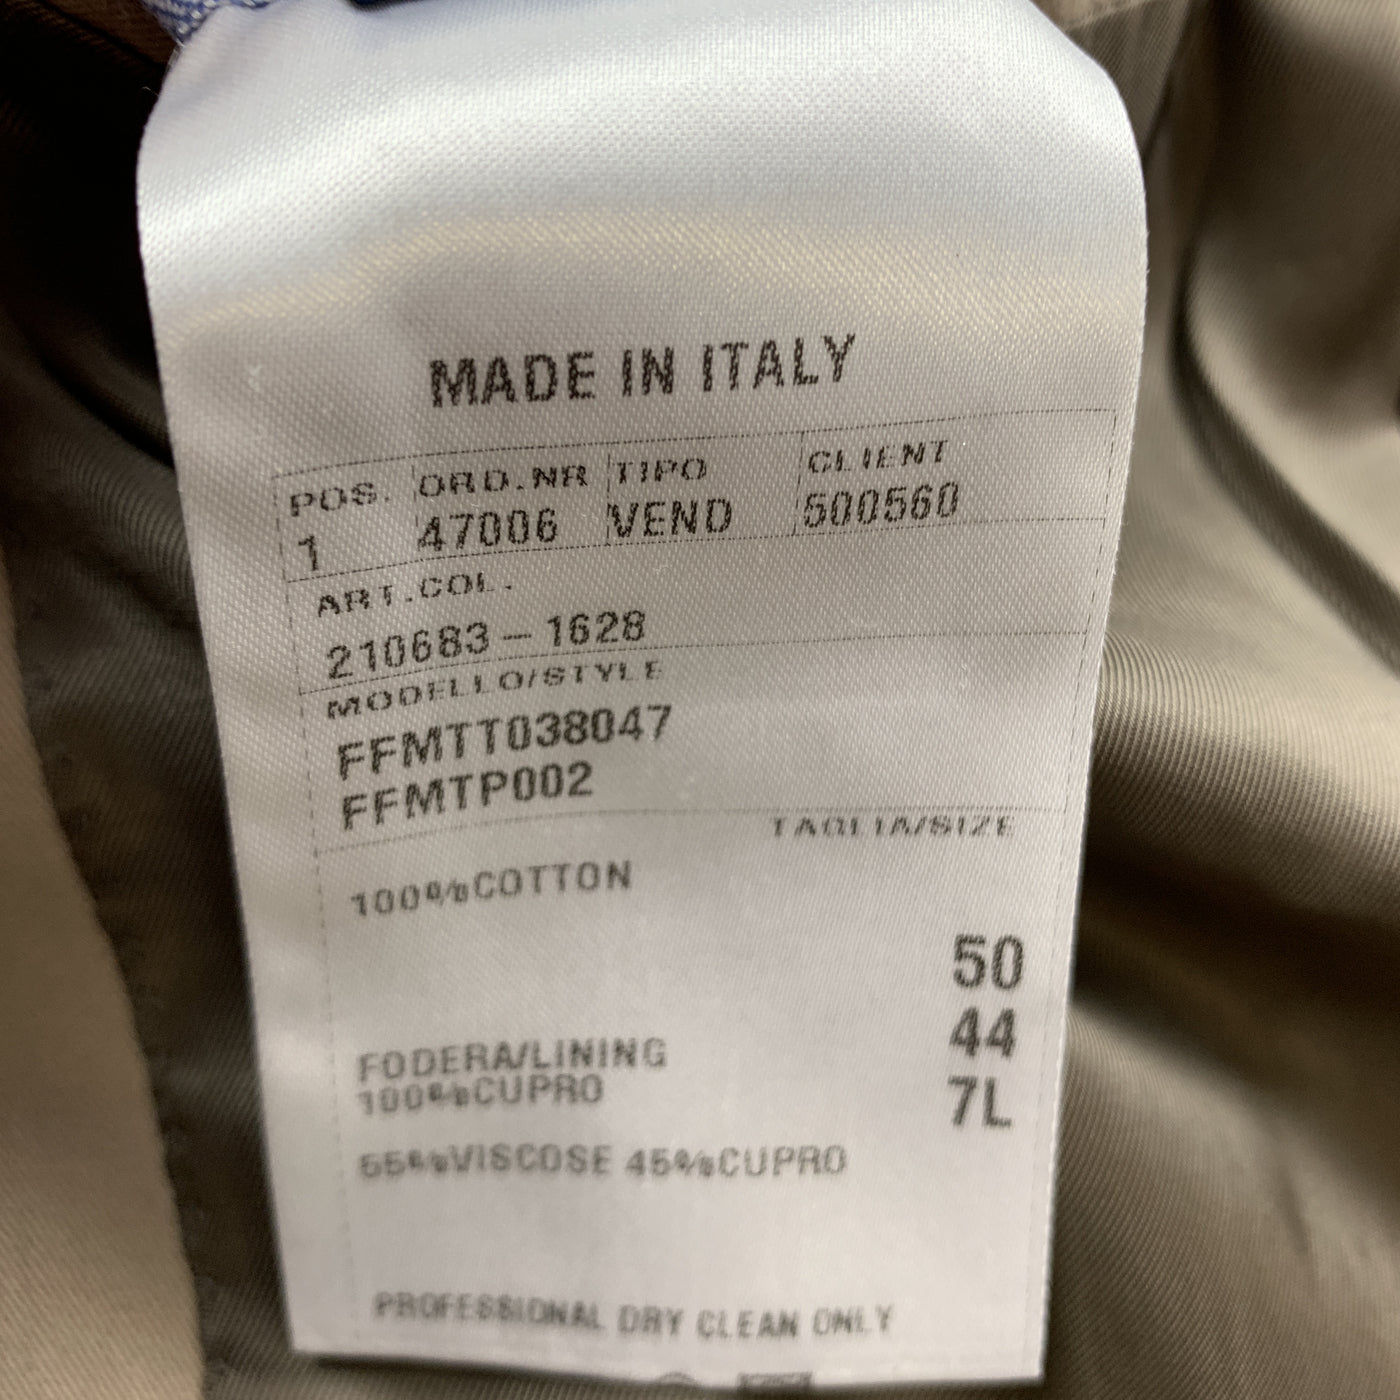 MADE IN ITALY
POS. ORD.NR TIPO CLIENT
1 47006 VEND 500560
ART.COL.
210683-1628
MODELLO/STYLE
FFMTT038047
FFMTP002
TAGLIA/SIZE
100%COTTON
50
44
FODERA/LINING
100%CUPRO
7L
55%VISCOSE 45%CUPRO
PROFESSIONAL DRY CLEAN ONLY